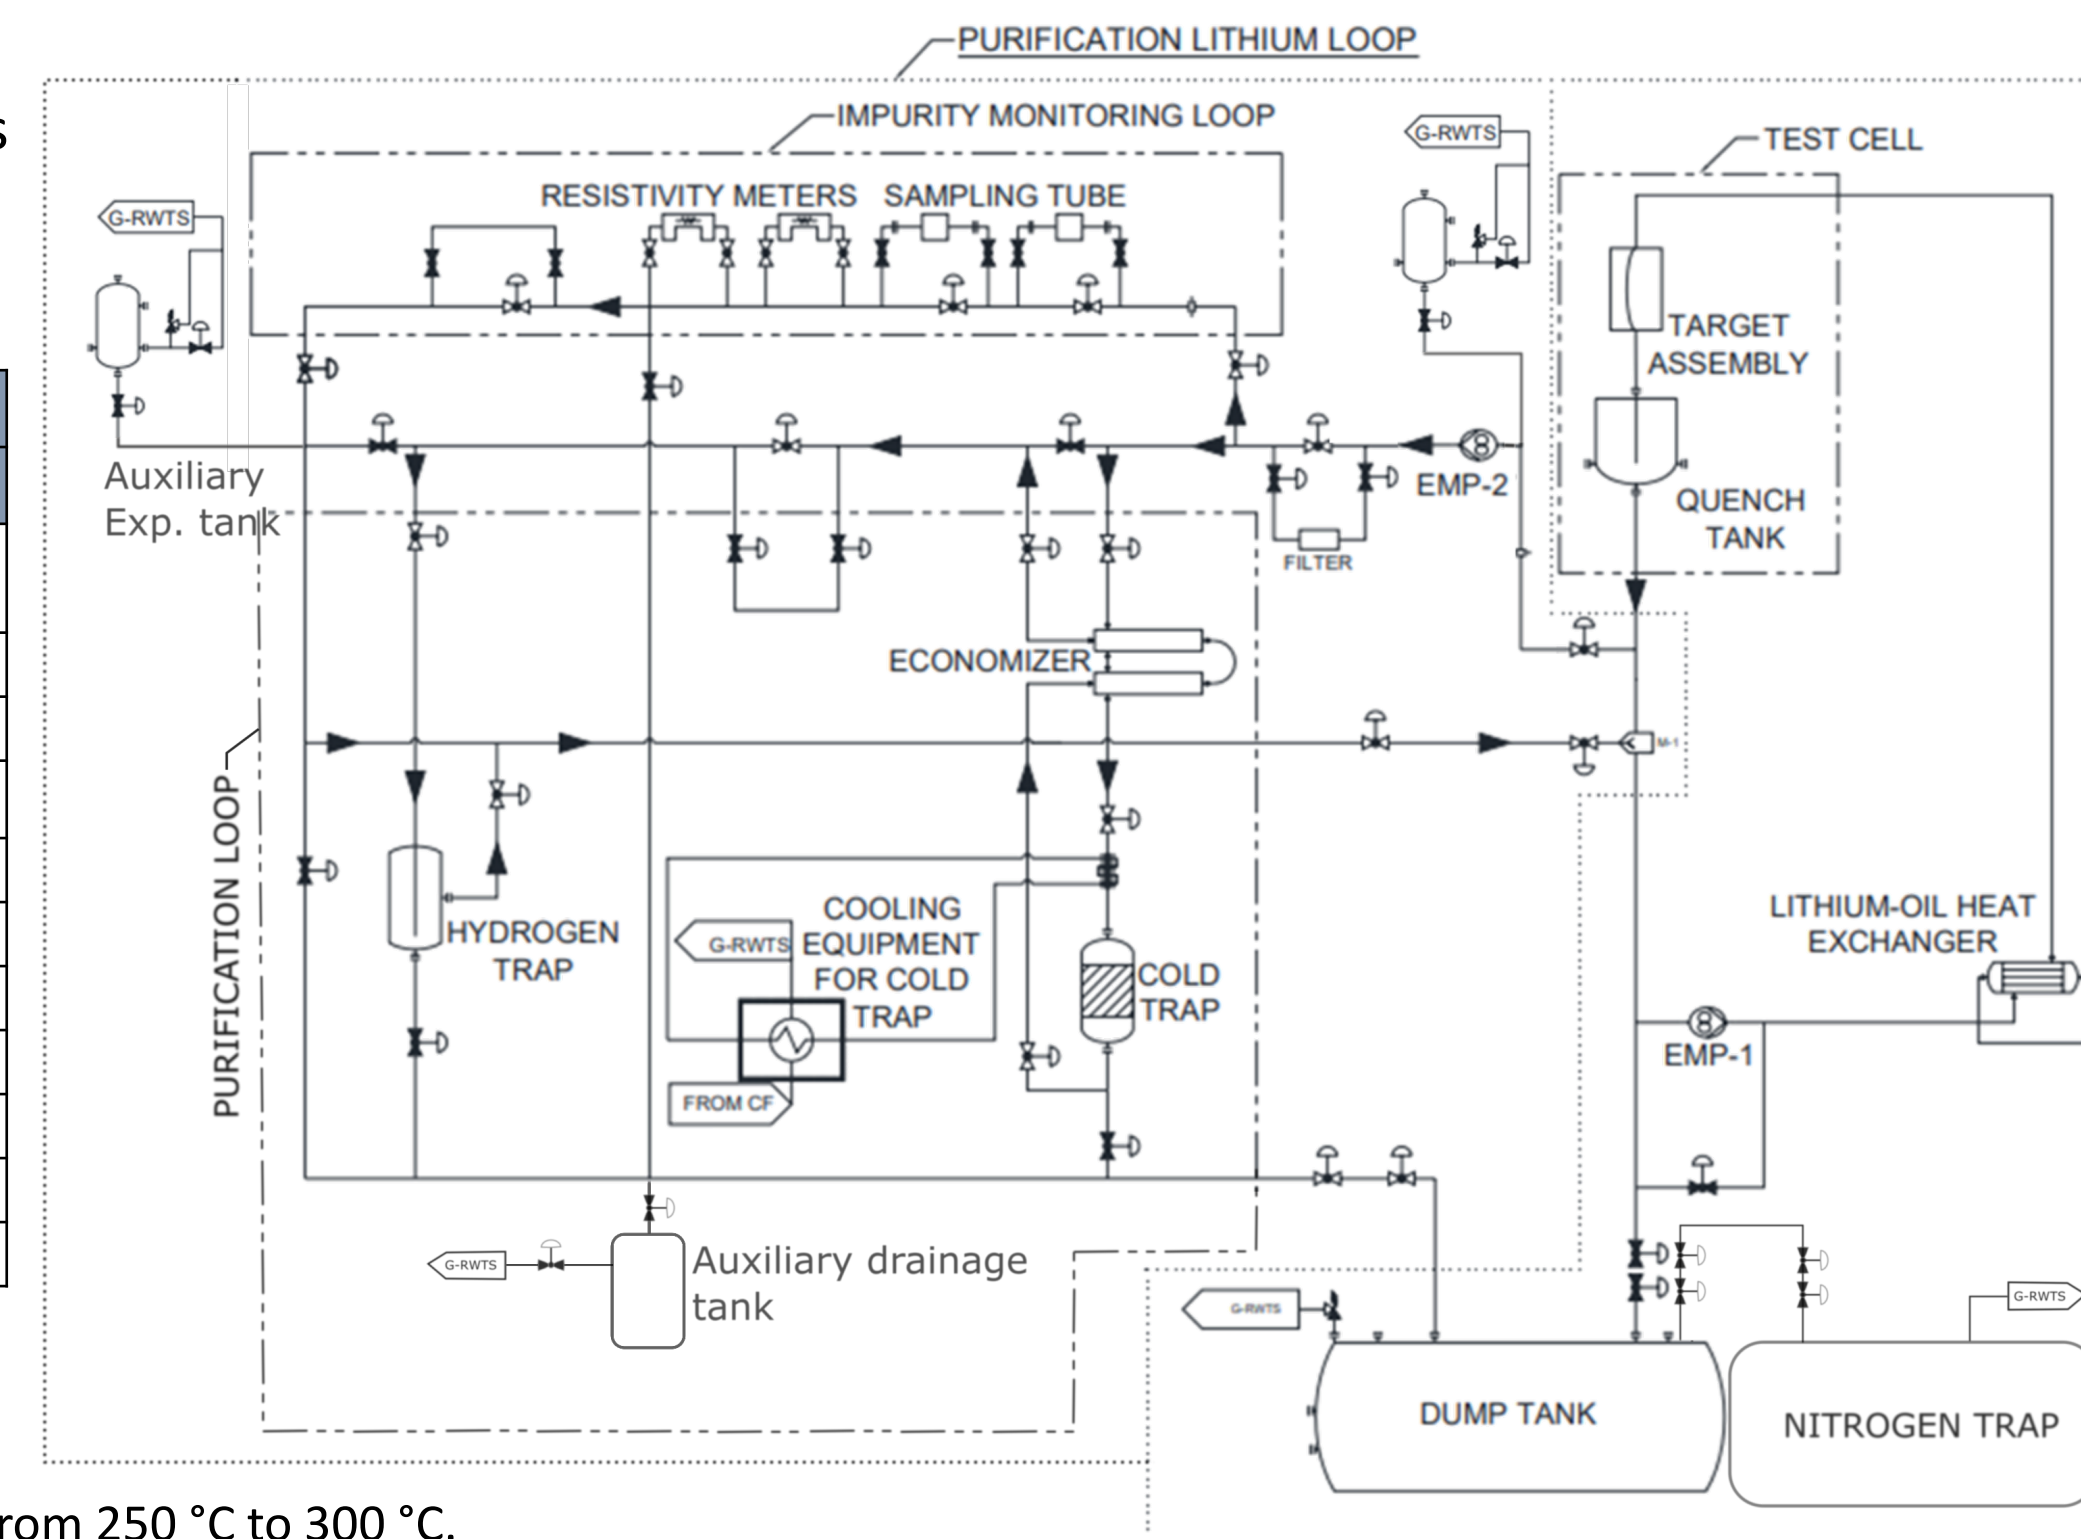 PURIFICATION LITHIUM LOOP
s
IMPURITY MONITORING LOOP
G-RWTS
TEST CELL
RESISTIVITY METERS
SAMPLING TUBE
G-RWTS
TARGET
ASSEMBLY
Auxiliary
Exp. tank
EMP-2
QUENCH
TANK
FILTER
ECONOMIZER
M-1
PURIFICATION LOOP
HYDROGEN
TRAP
G-RWTS
COOLING
EQUIPMENT
FOR COLD
TRAP
COLD
TRAP
FROM CF
LITHIUM-OIL HEAT
EXCHANGER
EMP-1
G-RWTS
Auxiliary drainage
tank
G-RWTS
G-RWTS
DUMP TANK
NITROGEN TRAP
rom 250 °C to 300 °C.